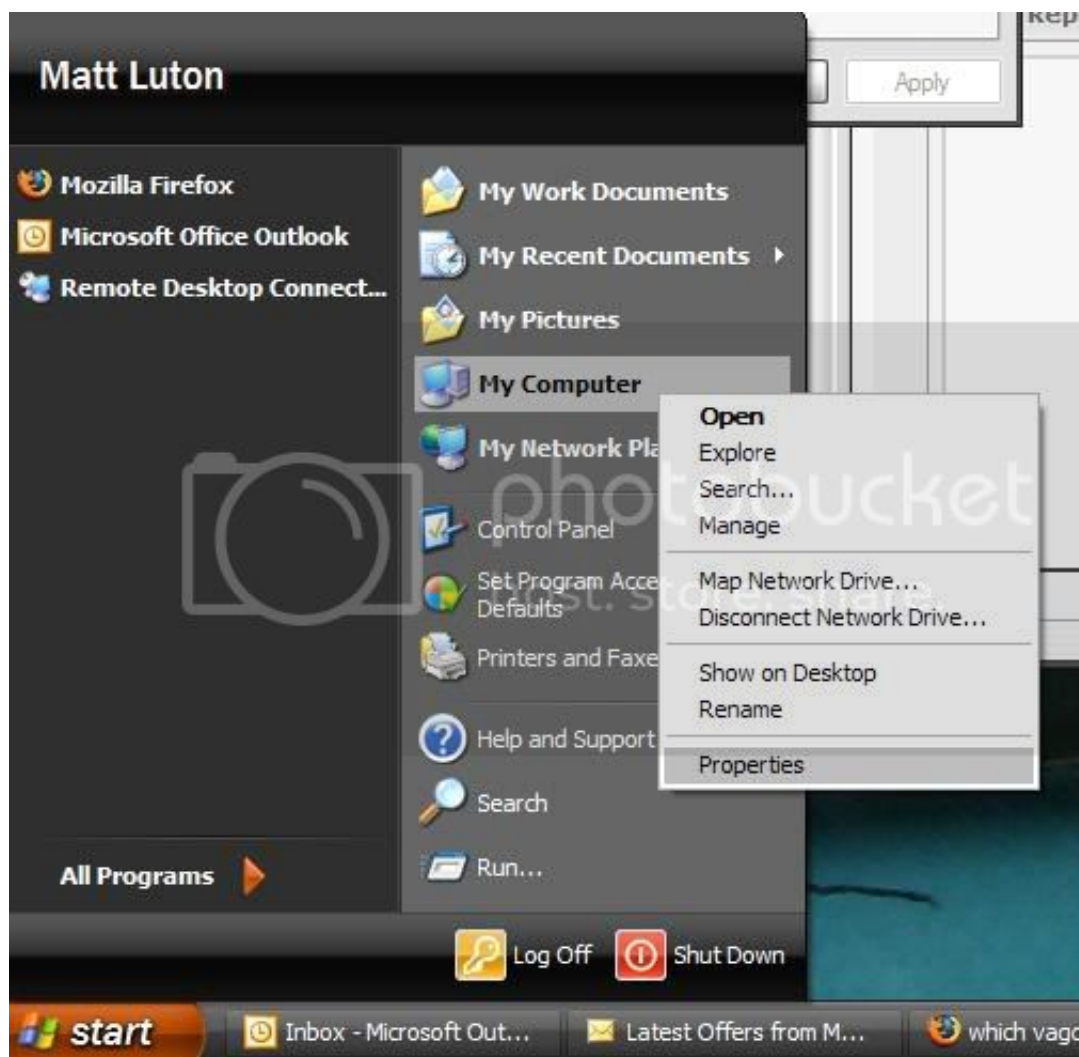 Rep
Apply
Matt Luton
Mozilla Firefox
Microsoft Office Outlook
Remote Desktop Connect...
All Programs
My Work Documents
My Recent Documents
My Pictures
My Computer
My Network Pla
Control Panel
Set Program Acce
Defaults
Printers and Faxe
Help and Support
Search
Run...
Open
Explore
Search...
Manage
Map Network Drive...
Disconnect Network Drive...
Show on Desktop
Rename
Properties
photobucket
host. store. share.
Log Off
Shut Down
start
Inbox - Microsoft Out...
Latest Offers from M...
which vago